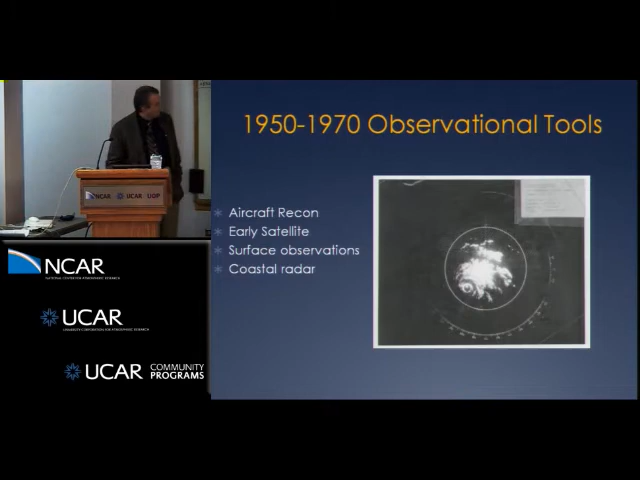 1950-1970 Observational Tools
Aircraft Recon
Early Satellite
Surface observations
Coastal radar
NCAR UCAR UOP
NCAR
NATIONAL CENTER FOR ATMOSPHERIC RESEARCH
UCAR
UNIVERSITY CORPORATION FOR ATMOSPHERIC RESEARCH
UCAR COMMUNITY
PROGRAMS